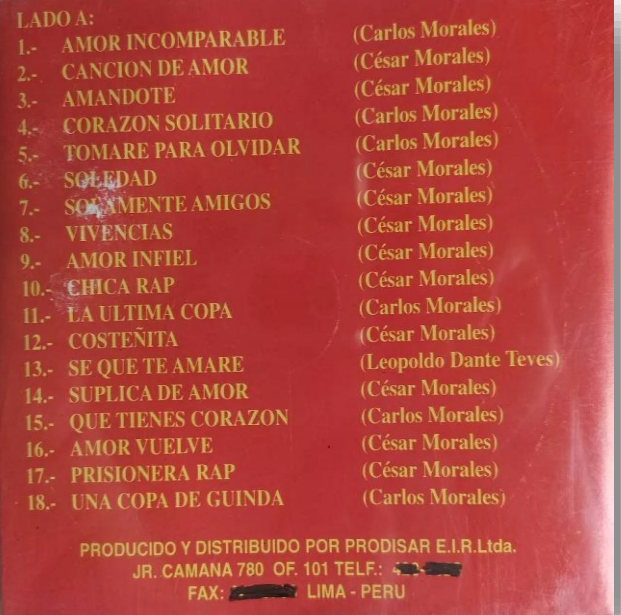 LADO A:
1.- AMOR INCOMPARABLE (Carlos Morales)
2.- CANCION DE AMOR (César Morales)
3.- AMANDOTE (César Morales)
4.- CORAZON SOLITARIO (Carlos Morales)
5.- TOMARE PARA OLVIDAR (Carlos Morales)
6.- SOLEDAD (César Morales)
7.- SOLAMENTE AMIGOS (César Morales)
8.- VIVENCIAS (César Morales)
9.- AMOR INFIEL (César Morales)
10.- CHICA RAP (César Morales)
11.- LA ULTIMA COPA (Carlos Morales)
12.- COSTEÑITA (César Morales)
13.- SE QUE TE AMARE (Leopoldo Dante Teves)
14.- SUPLICA DE AMOR (César Morales)
15.- QUE TIENES CORAZON (Carlos Morales)
16.- AMOR VUELVE (César Morales)
17.- PRISIONERA RAP (César Morales)
18.- UNA COPA DE GUINDA (Carlos Morales)
PRODUCIDO Y DISTRIBUIDO POR PRODISAR E.I.R.Ltda.
JR. CAMANA 780 OF. 101 TELF.:
FAX: LIMA - PERU